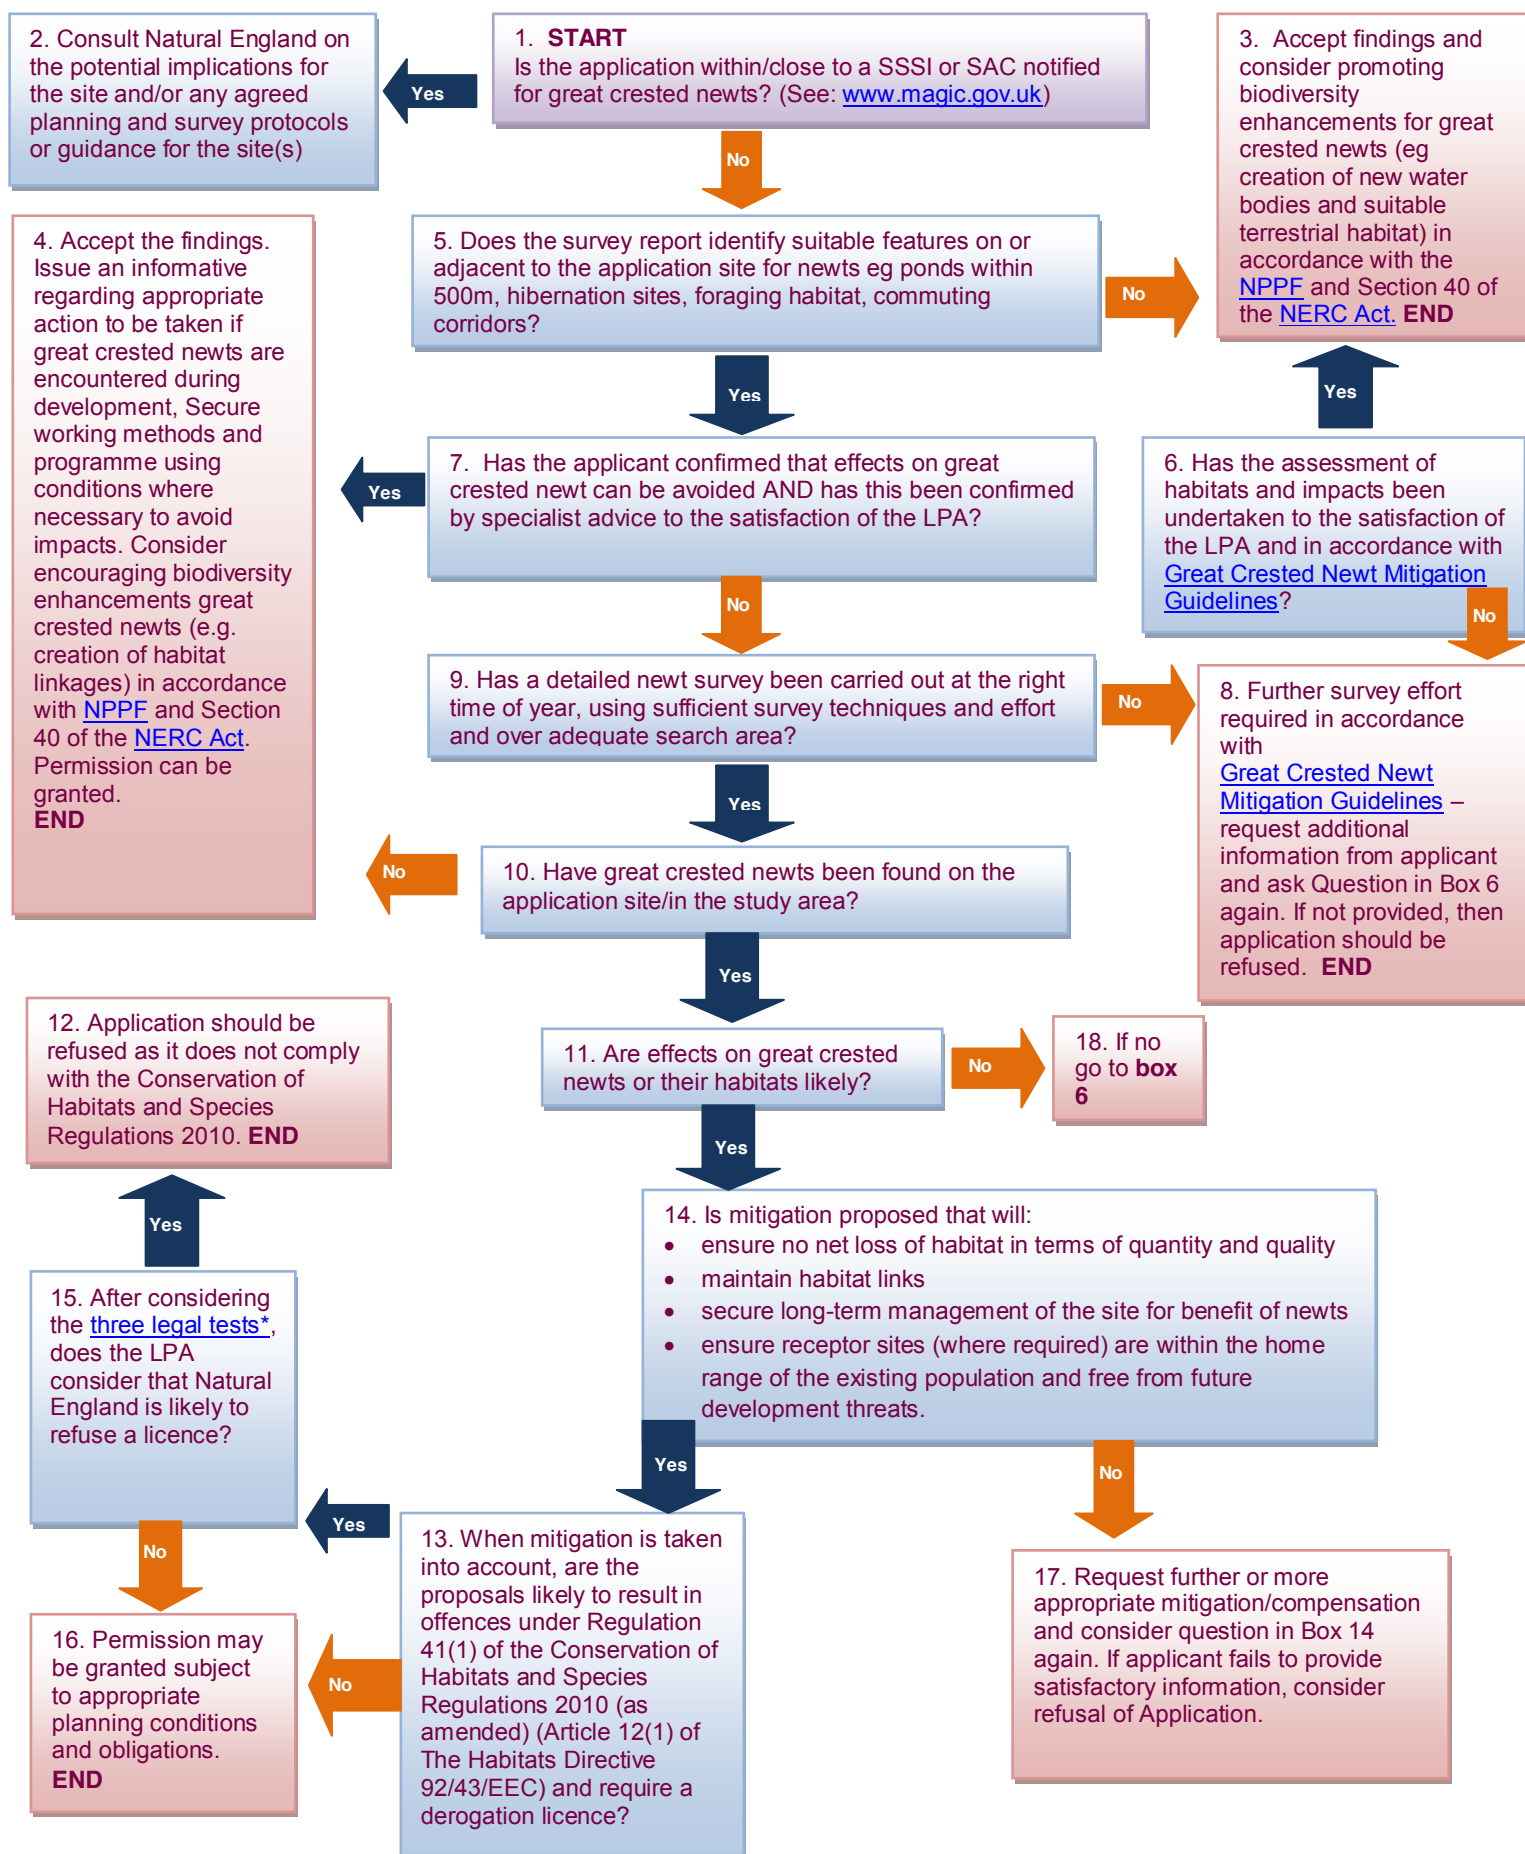 2. Consult Natural England on
the potential implications for
the site and/or any agreed
planning and survey protocols
or guidance for the site(s)
Yes
1. START
Is the application within/close to a SSSI or SAC notified
for great crested newts? (See: www.magic.gov.uk)
No
3. Accept findings and
consider promoting
biodiversity
enhancements for great
crested newts (eg
creation of new water
bodies and suitable
terrestrial habitat) in
accordance with the
NPPF and Section 40 of
the NERC Act. END
4. Accept the findings.
Issue an informative
regarding appropriate
action to be taken if
great crested newts are
encountered during
development, Secure
working methods and
programme using
conditions where
necessary to avoid
impacts. Consider
encouraging biodiversity
enhancements great
crested newts (e.g.
creation of habitat
linkages) in accordance
with NPPF and Section
40 of the NERC Act.
Permission can be
granted.
END
5. Does the survey report identify suitable features on or
adjacent to the application site for newts eg ponds within
500m, hibernation sites, foraging habitat, commuting
corridors?
No
Yes
Yes
7. Has the applicant confirmed that effects on great
crested newt can be avoided AND has this been confirmed
by specialist advice to the satisfaction of the LPA?
Yes
No
6. Has the assessment of
habitats and impacts been
undertaken to the satisfaction of
the LPA and in accordance with
Great Crested Newt Mitigation
Guidelines?
No
9. Has a detailed newt survey been carried out at the right
time of year, using sufficient survey techniques and effort
and over adequate search area?
No
Yes
8. Further survey effort
required in accordance
with
Great Crested Newt
Mitigation Guidelines –
request additional
information from applicant
and ask Question in Box 6
again. If not provided, then
application should be
refused. END
No
10. Have great crested newts been found on the
application site/in the study area?
Yes
12. Application should be
refused as it does not comply
with the Conservation of
Habitats and Species
Regulations 2010. END
11. Are effects on great crested
newts or their habitats likely?
No
18. If no
go to box
6
Yes
Yes
14. Is mitigation proposed that will:
• ensure no net loss of habitat in terms of quantity and quality
• maintain habitat links
• secure long-term management of the site for benefit of newts
• ensure receptor sites (where required) are within the home
range of the existing population and free from future
development threats.
15. After considering
the three legal tests*,
does the LPA
consider that Natural
England is likely to
refuse a licence?
Yes
No
Yes
No
13. When mitigation is taken
into account, are the
proposals likely to result in
offences under Regulation
41(1) of the Conservation of
Habitats and Species
Regulations 2010 (as
amended) (Article 12(1) of
The Habitats Directive
92/43/EEC) and require a
derogation licence?
No
16. Permission may
be granted subject
to appropriate
planning conditions
and obligations.
END
17. Request further or more
appropriate mitigation/compensation
and consider question in Box 14
again. If applicant fails to provide
satisfactory information, consider
refusal of Application.